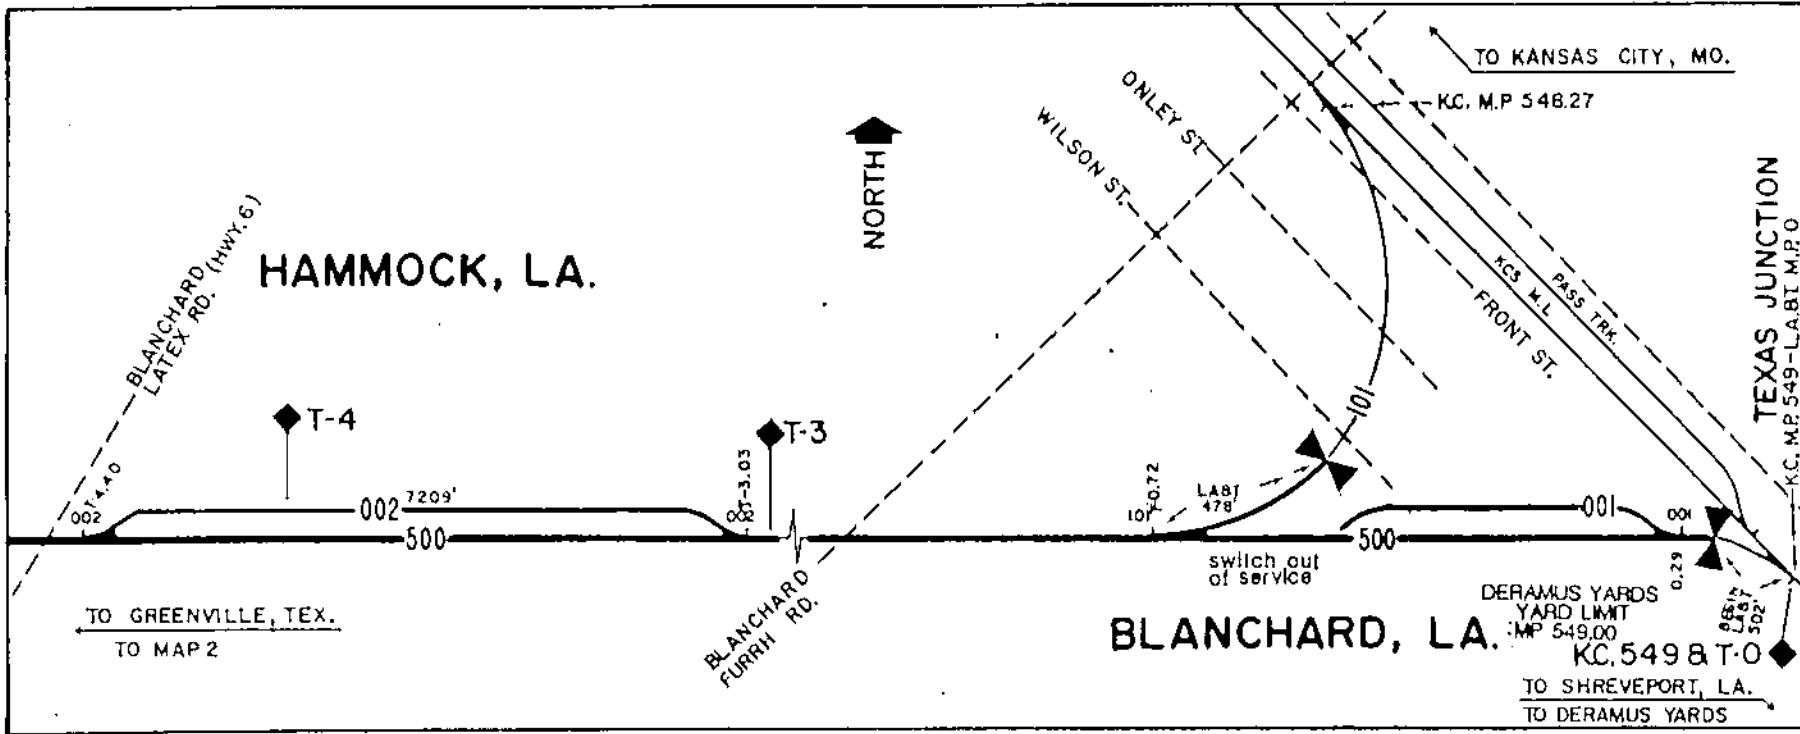 TO KANSAS CITY, MO.
K.C. M.P 548.27
ONLEY ST.
WILSON ST.
NORTH
BLANCHARD (HWY. 6)
LATEX RD.
HAMMOCK, LA.
TEXAS JUNCTION
K.C. M.P. 549-L.A.&T. M.P. 0
KCS M.L
PASS TRK.
FRONT ST.
101
T-4
T-3
T-4.40
002
002 7209'
T-3.03
002
500
T-0.72
101
LA&T
478'
001
001
500
0.29
switch out
of service
BEGIN
LA&T
502'
DERAMUS YARDS
YARD LIMIT
MP 549.00
BLANCHARD, LA.
K.C. 549 & T-0
BLANCHARD
FURRH RD.
TO GREENVILLE, TEX.
TO MAP 2
TO SHREVEPORT, LA.
TO DERAMUS YARDS